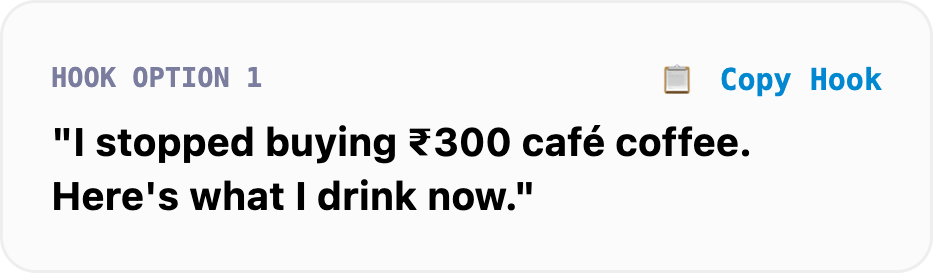 HOOK OPTION 1
📋 Copy Hook
"I stopped buying ₹300 café coffee.
Here's what I drink now."